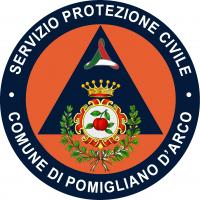 SERVIZIO PROTEZIONE CIVILE
COMUNE DI POMIGLIANO D'ARCO